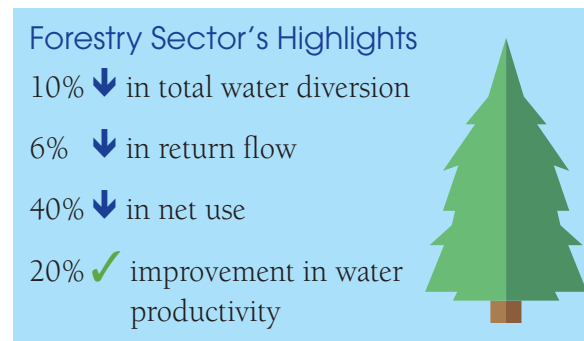 Forestry Sector's Highlights
10% ↓ in total water diversion
6% ↓ in return flow
40% ↓ in net use
20% ✓ improvement in water
productivity